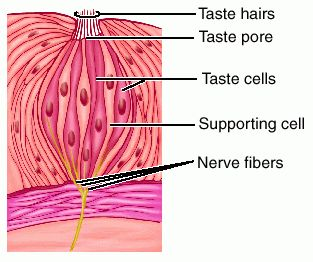 Taste hairs
Taste pore
Taste cells
Supporting cell
Nerve fibers